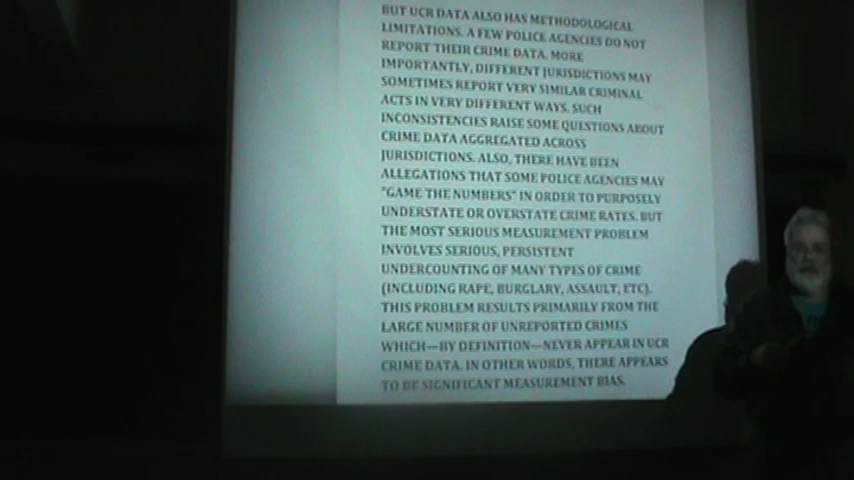 BUT UCR DATA ALSO HAS METHODOLOGICAL
LIMITATIONS. A FEW POLICE AGENCIES DO NOT
REPORT THEIR CRIME DATA. MORE
IMPORTANTLY, DIFFERENT JURISDICTIONS MAY
SOMETIMES REPORT VERY SIMILAR CRIMINAL
ACTS IN VERY DIFFERENT WAYS. SUCH
INCONSISTENCIES RAISE SOME QUESTIONS ABOUT
CRIME DATA AGGREGATED ACROSS
JURISDICTIONS. ALSO, THERE HAVE BEEN
ALLEGATIONS THAT SOME POLICE AGENCIES MAY
"GAME THE NUMBERS" IN ORDER TO PURPOSELY
UNDERSTATE OR OVERSTATE CRIME RATES. BUT
THE MOST SERIOUS MEASUREMENT PROBLEM
INVOLVES SERIOUS, PERSISTENT
UNDERCOUNTING OF MANY TYPES OF CRIME
(INCLUDING RAPE, BURGLARY, ASSAULT, ETC).
THIS PROBLEM RESULTS PRIMARILY FROM THE
LARGE NUMBER OF UNREPORTED CRIMES
WHICH—BY DEFINITION—NEVER APPEAR IN UCR
CRIME DATA. IN OTHER WORDS, THERE APPEARS
TO BE SIGNIFICANT MEASUREMENT BIAS.